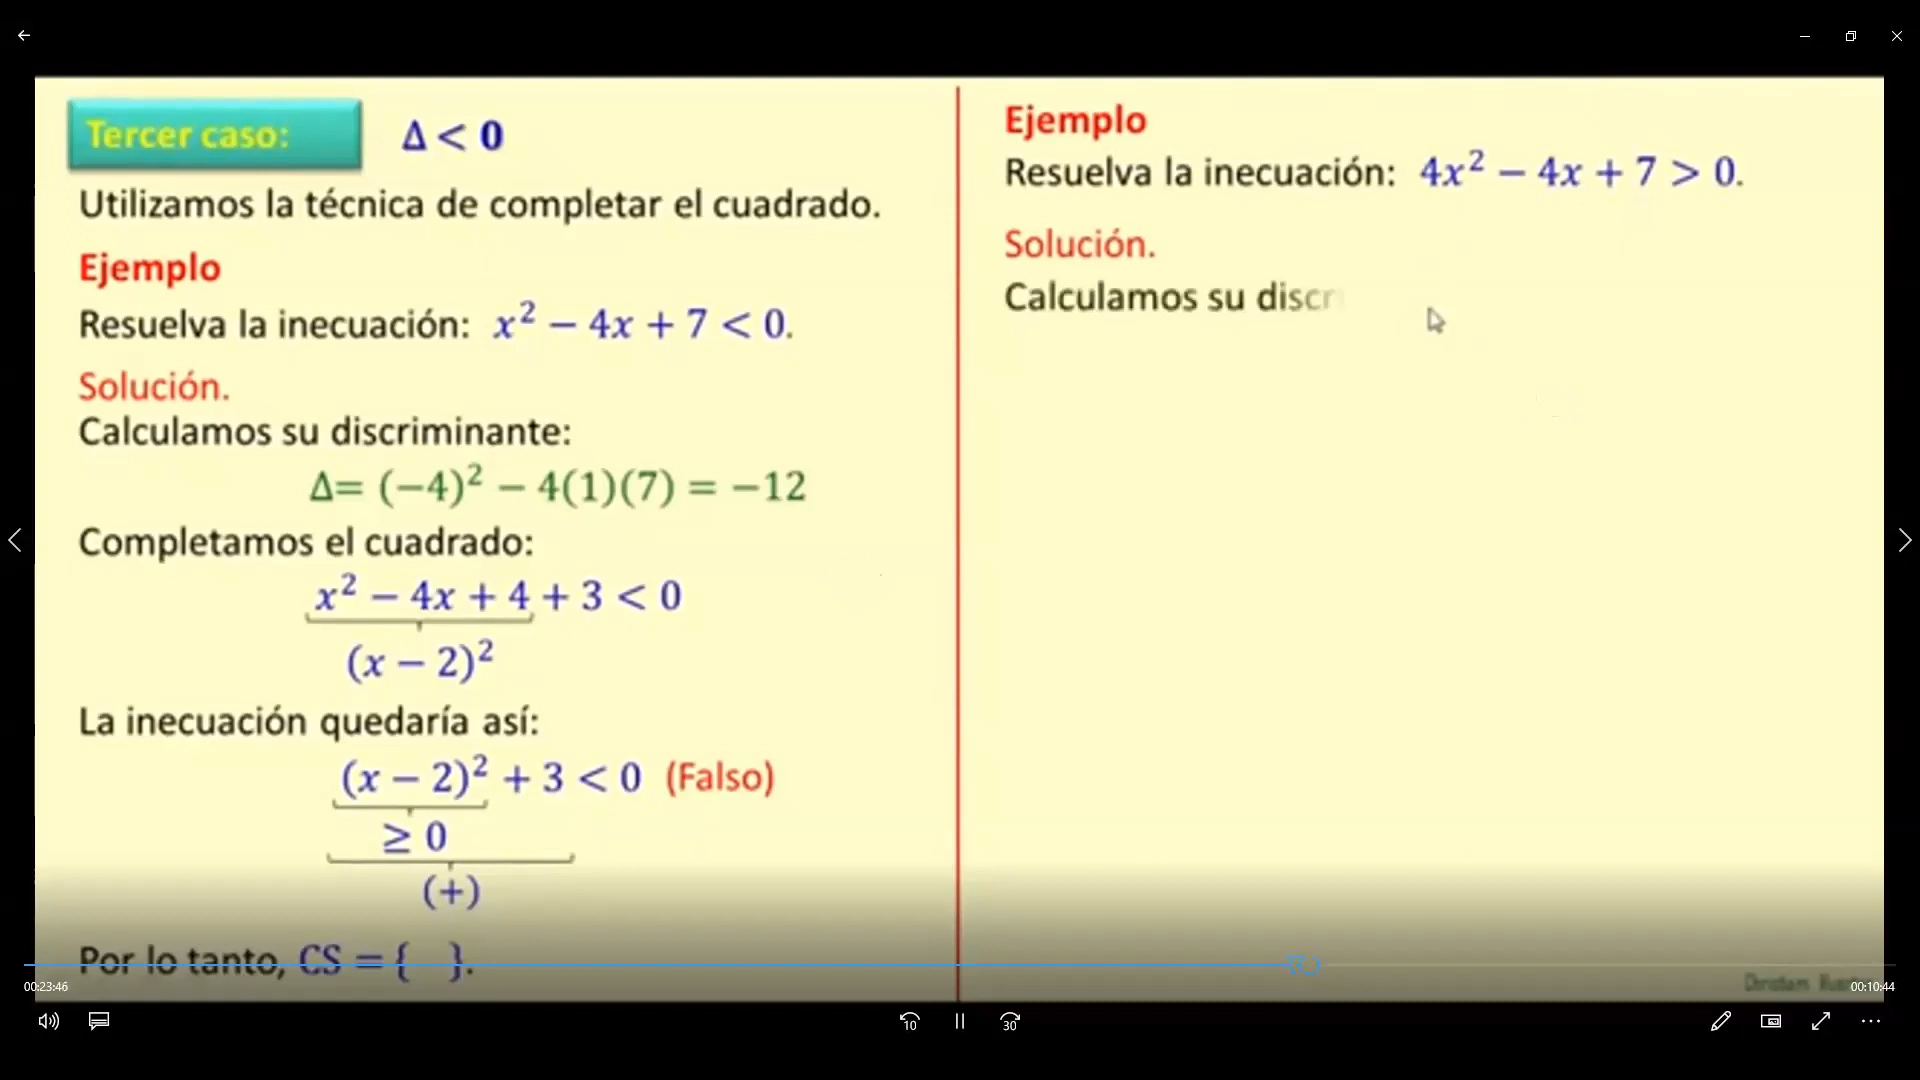 Tercer caso: Δ < 0
Utilizamos la técnica de completar el cuadrado.
Ejemplo
Resuelva la inecuación: x² − 4x + 7 < 0.
Solución.
Calculamos su discriminante:
Δ= (−4)² − 4(1)(7) = −12
Completamos el cuadrado:
x² − 4x + 4 + 3 < 0
(x − 2)²
La inecuación quedaría así:
(x − 2)² + 3 < 0 (Falso)
≥ 0
(+)
Por lo tanto, CS = { }.
Ejemplo
Resuelva la inecuación: 4x² − 4x + 7 > 0.
Solución.
Calculamos su discr
00:23:46
00:10:44
10
30